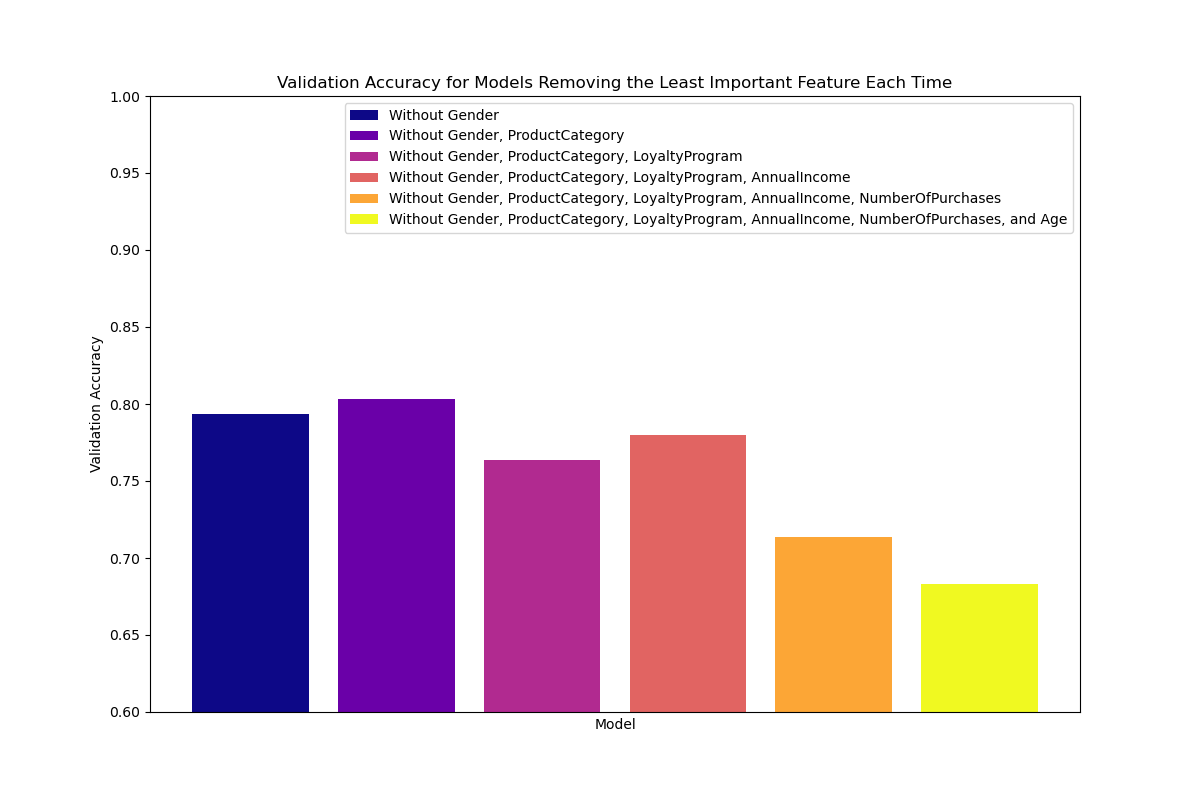 Validation Accuracy for Models Removing the Least Important Feature Each Time
1.00
0.95
0.90
0.85
0.80
0.75
0.70
0.65
0.60
Validation Accuracy
Without Gender
Without Gender, ProductCategory
Without Gender, ProductCategory, LoyaltyProgram
Without Gender, ProductCategory, LoyaltyProgram, AnnualIncome
Without Gender, ProductCategory, LoyaltyProgram, AnnualIncome, NumberOfPurchases
Without Gender, ProductCategory, LoyaltyProgram, AnnualIncome, NumberOfPurchases, and Age
Model